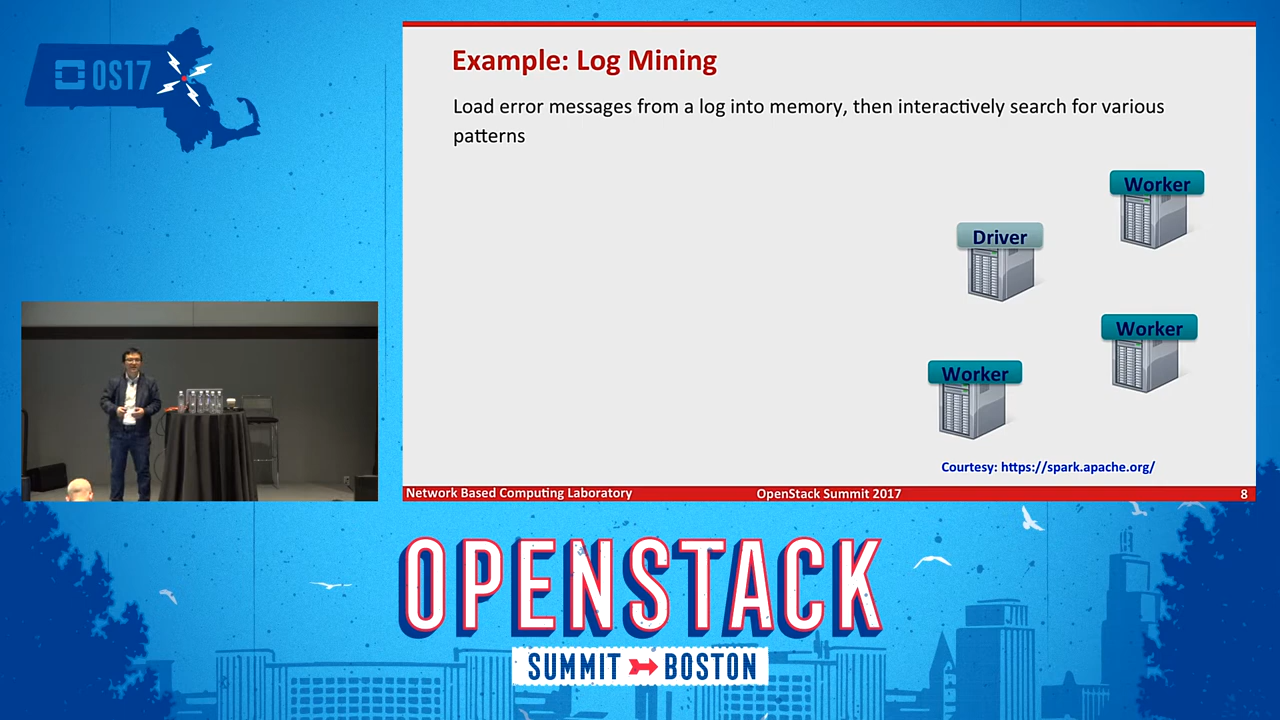 OS17
Example: Log Mining
Load error messages from a log into memory, then interactively search for various
patterns
Worker
Driver
Worker
Worker
Courtesy: https://spark.apache.org/
Network Based Computing Laboratory
OpenStack Summit 2017
8
OPENSTACK
SUMMIT BOSTON